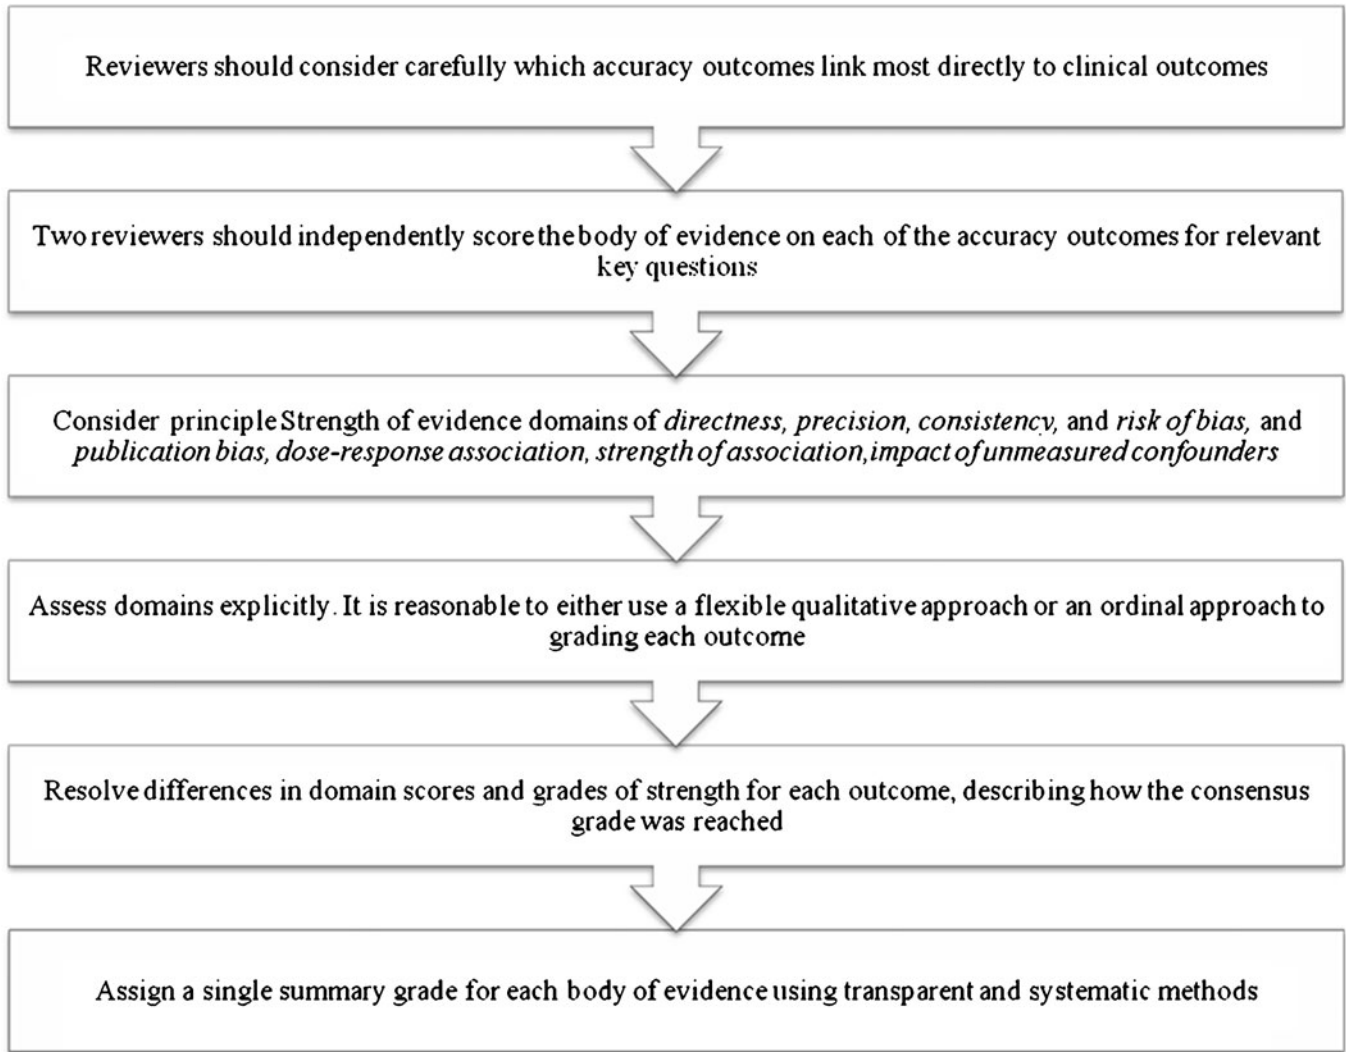 Reviewers should consider carefully which accuracy outcomes link most directly to clinical outcomes
Two reviewers should independently score the body of evidence on each of the accuracy outcomes for relevant
key questions
Consider principle Strength of evidence domains of directness, precision, consistency, and risk of bias, and
publication bias, dose-response association, strength of association, impact of unmeasured confounders
Assess domains explicitly. It is reasonable to either use a flexible qualitative approach or an ordinal approach to
grading each outcome
Resolve differences in domain scores and grades of strength for each outcome, describing how the consensus
grade was reached
Assign a single summary grade for each body of evidence using transparent and systematic methods